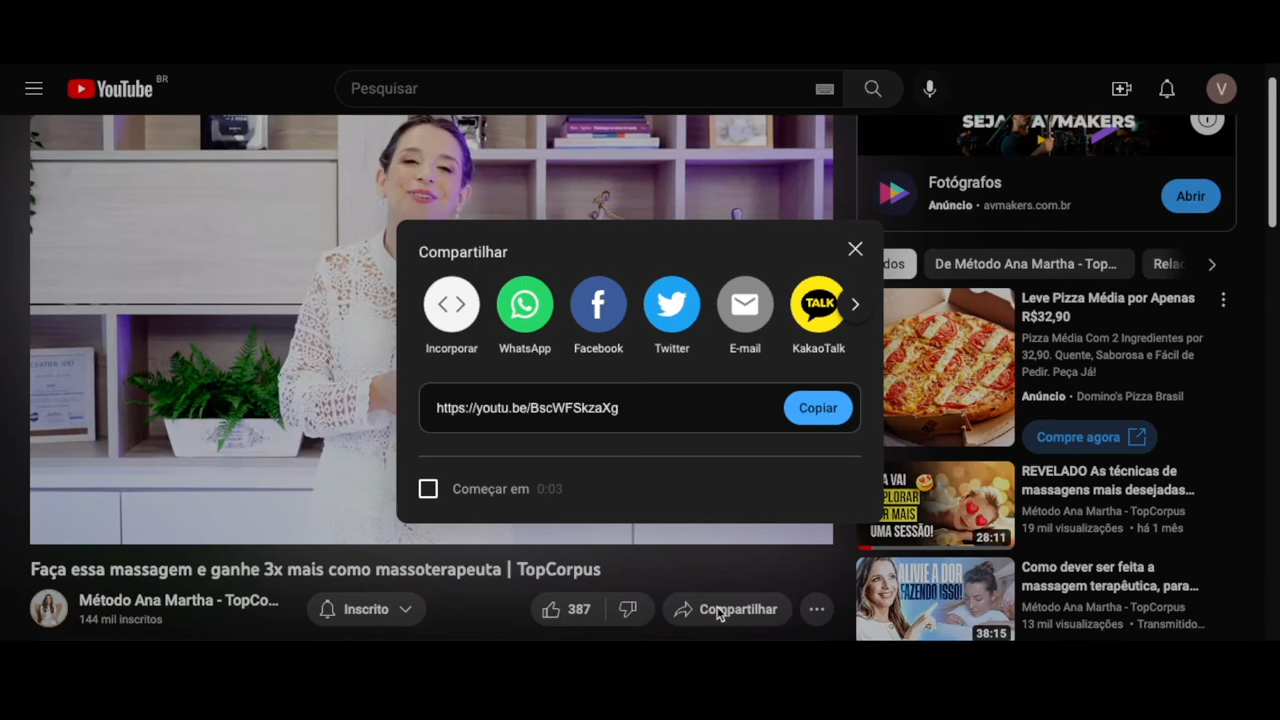 YouTube BR
Pesquisar
V
SEJA AVMAKERS
Fotógrafos
Anúncio • avmakers.com.br
Abrir
dos
De Método Ana Martha - Top...
Relac
Compartilhar
Incorporar
WhatsApp
Facebook
Twitter
E-mail
TALK
KakaoTalk
https://youtu.be/BscWFSkzaXg
Copiar
Começar em 0:03
Leve Pizza Média por Apenas
R$32,90
Pizza Média Com 2 Ingredientes por
32,90. Quente, Saborosa e Fácil de
Pedir. Peça Já!
Anúncio • Domino's Pizza Brasil
Compre agora
A VAI
PLORAR
R MAIS
UMA SESSÃO!
28:11
REVELADO As técnicas de
massagens mais desejadas...
Método Ana Martha - TopCorpus
19 mil visualizações • há 1 mês
ALIVIE A DOR
FAZENDO ISSO!
38:15
Como dever ser feita a
massagem terapêutica, para...
Método Ana Martha - TopCorpus
13 mil visualizações • Transmitido...
Faça essa massagem e ganhe 3x mais como massoterapeuta | TopCorpus
Método Ana Martha - TopCo...
144 mil inscritos
Inscrito
387
Compartilhar